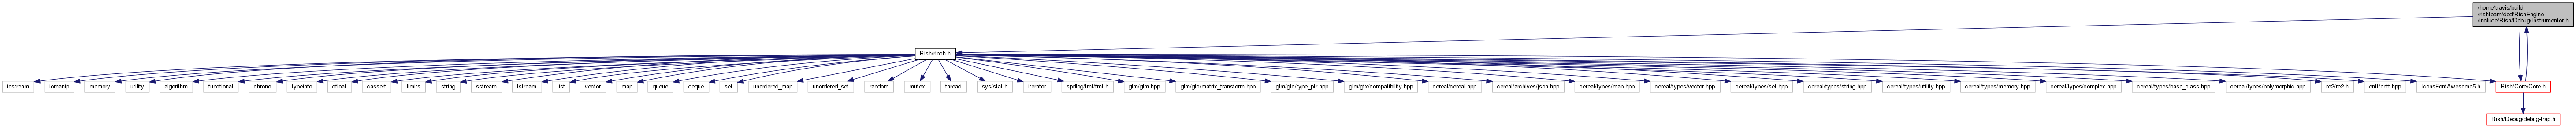 /home/travis/build
/rishteam/dod/RishEngine
/include/Rish/Debug/Instrumentor.h
Rish/rlpch.h
iostream
iomanip
memory
utility
algorithm
functional
chrono
typeinfo
cfloat
cassert
limits
string
sstream
fstream
list
vector
map
queue
deque
set
unordered_map
unordered_set
random
mutex
thread
sys/stat.h
iterator
spdlog/fmt/fmt.h
glm/glm.hpp
glm/gtc/matrix_transform.hpp
glm/gtc/type_ptr.hpp
glm/gtx/compatibility.hpp
cereal/cereal.hpp
cereal/archives/json.hpp
cereal/types/map.hpp
cereal/types/vector.hpp
cereal/types/set.hpp
cereal/types/string.hpp
cereal/types/utility.hpp
cereal/types/memory.hpp
cereal/types/complex.hpp
cereal/types/base_class.hpp
cereal/types/polymorphic.hpp
re2/re2.h
entt/entt.hpp
IconsFontAwesome5.h
Rish/Core/Core.h
Rish/Debug/debug-trap.h